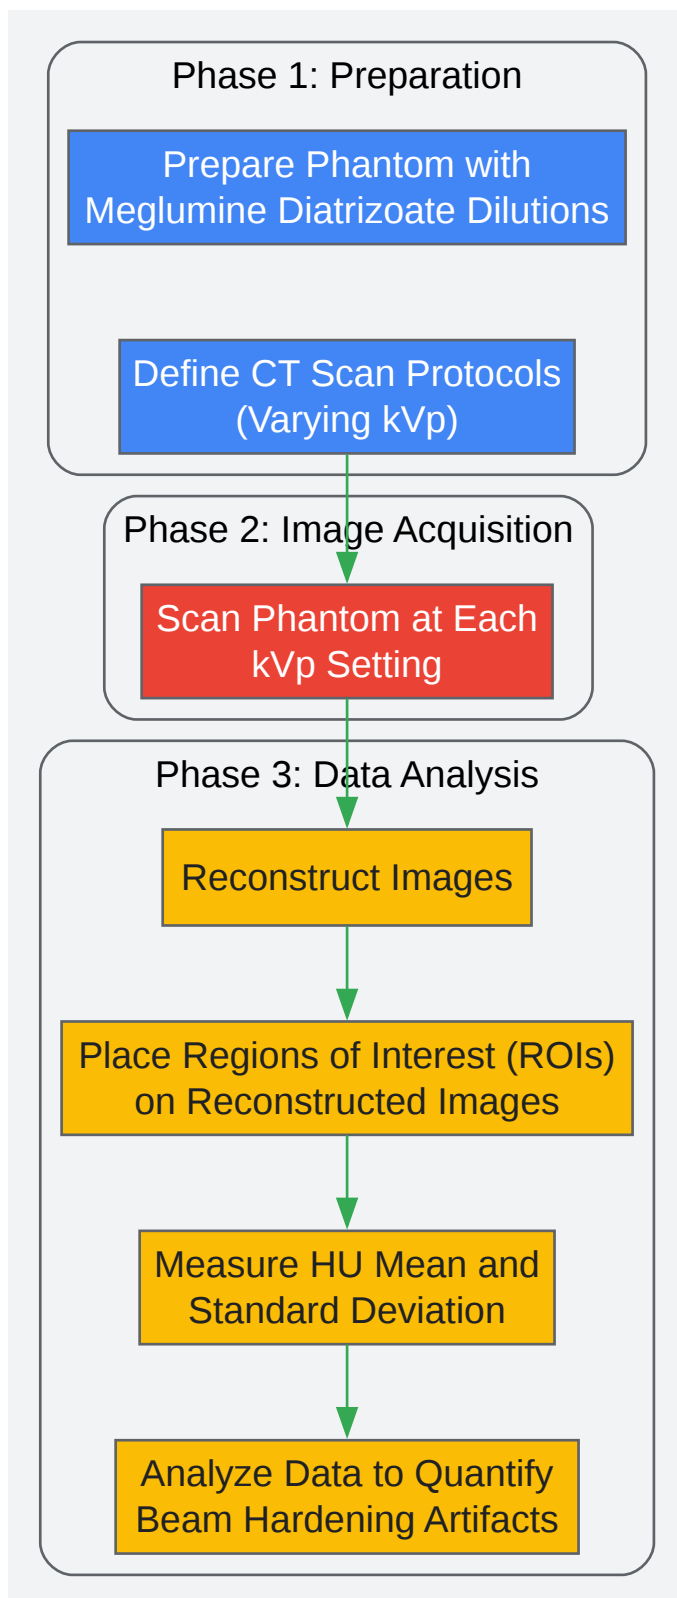 Phase 1: Preparation
Prepare Phantom with
Meglumine Diatrizoate Dilutions
Define CT Scan Protocols
(Varying kVp)
Phase 2: Image Acquisition
Scan Phantom at Each
kVp Setting
Phase 3: Data Analysis
Reconstruct Images
Place Regions of Interest (ROIs)
on Reconstructed Images
Measure HU Mean and
Standard Deviation
Analyze Data to Quantify
Beam Hardening Artifacts